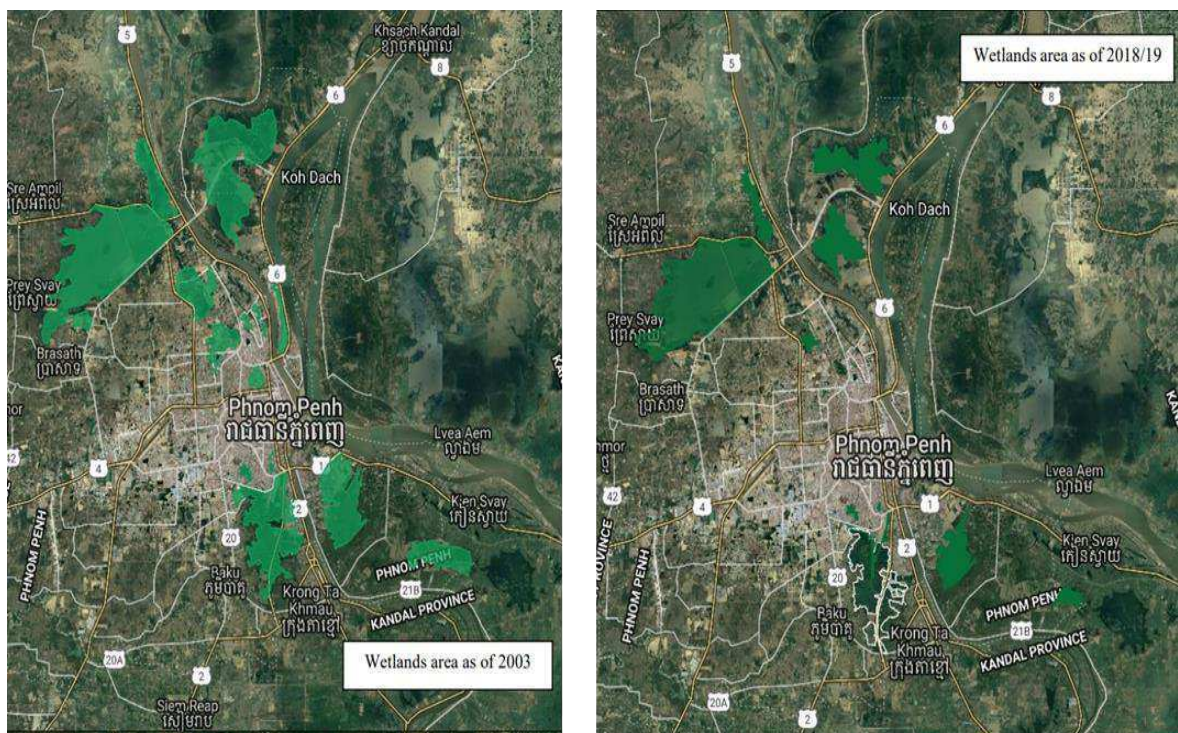 5
Khsach Kandal
ខ្សាច់កណ្ដាល
8
6
Koh Dach
Sre Ampil
ស្រែអំពិល
Prey Svay
ព្រៃស្វាយ
6
Brasath
ប្រាសាទ
Phnom Penh
រាជធានីភ្នំពេញ
Lvea Aem
ល្វាឯម
42
4
1
Kien Svay
កៀនស្វាយ
2
20
PHNOM PENH
PHNOM PENH
Baku
ភូមិបាគូ
21B
Krong Ta
Khmau
ក្រុងតាខ្មៅ
KANDAL PROVINCE
20A
2
Siem Reap
សៀមរាប
Wetlands area as of 2003
Wetlands area as of 2018/19
5
8
6
Koh Dach
Sre Ampil
ស្រែអំពិល
Prey Svay
ព្រៃស្វាយ
6
Brasath
ប្រាសាទ
Phnom Penh
រាជធានីភ្នំពេញ
Lvea Aem
ល្វាឯម
42
4
1
Kien Svay
កៀនស្វាយ
2
20
PROVINCE
PHNOM PENH
PHNOM PENH
Baku
ភូមិបាគូ
21B
Krong Ta
Khmau
ក្រុងតាខ្មៅ
KANDAL PROVINCE
20A
2